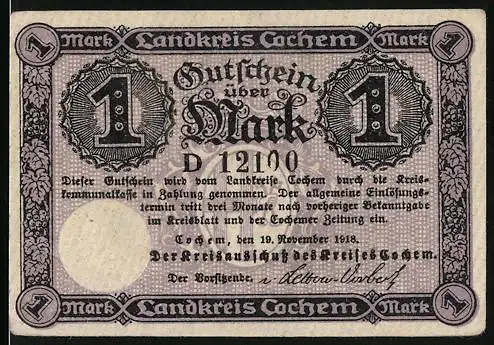 1 Mark Landkreis Cochem Mark 1
Gutschein
über
1 Mark 1
D 12100
Dieser Gutschein wird vom Landkreise Cochem durch die Kreis-
kommunalkasse in Zahlung genommen. Der allgemeine Einlösungs-
termin tritt drei Monate nach vorheriger Bekanntgabe
im Kreisblatt und der Cochemer Zeitung ein.
Cochem, den 19. November 1918.
Der Kreisausschuß des Kreises Cochem.
Der Vorsitzende.
1 Mark Landkreis Cochem Mark 1